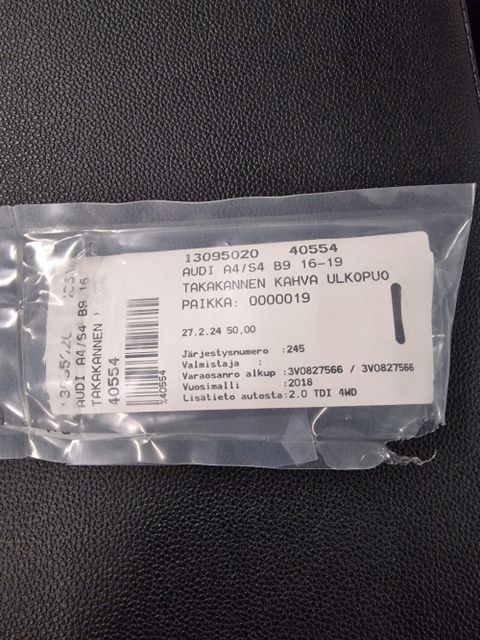 13095020 40554
AUDI A4/S4 B9 16-19
TAKAKANNEN KAHVA ULKOPUO
PAIKKA: 0000019
27.2.24 50,00
Järjestysnumero :245
Valmistaja :
Varaosanro alkup :3V0827566 / 3V0827566
Vuosimalli :2018
Lisätieto autosta:2.0 TDI 4WD
AUDI A4/S4 B9 16
TAKAKANNEN
40554